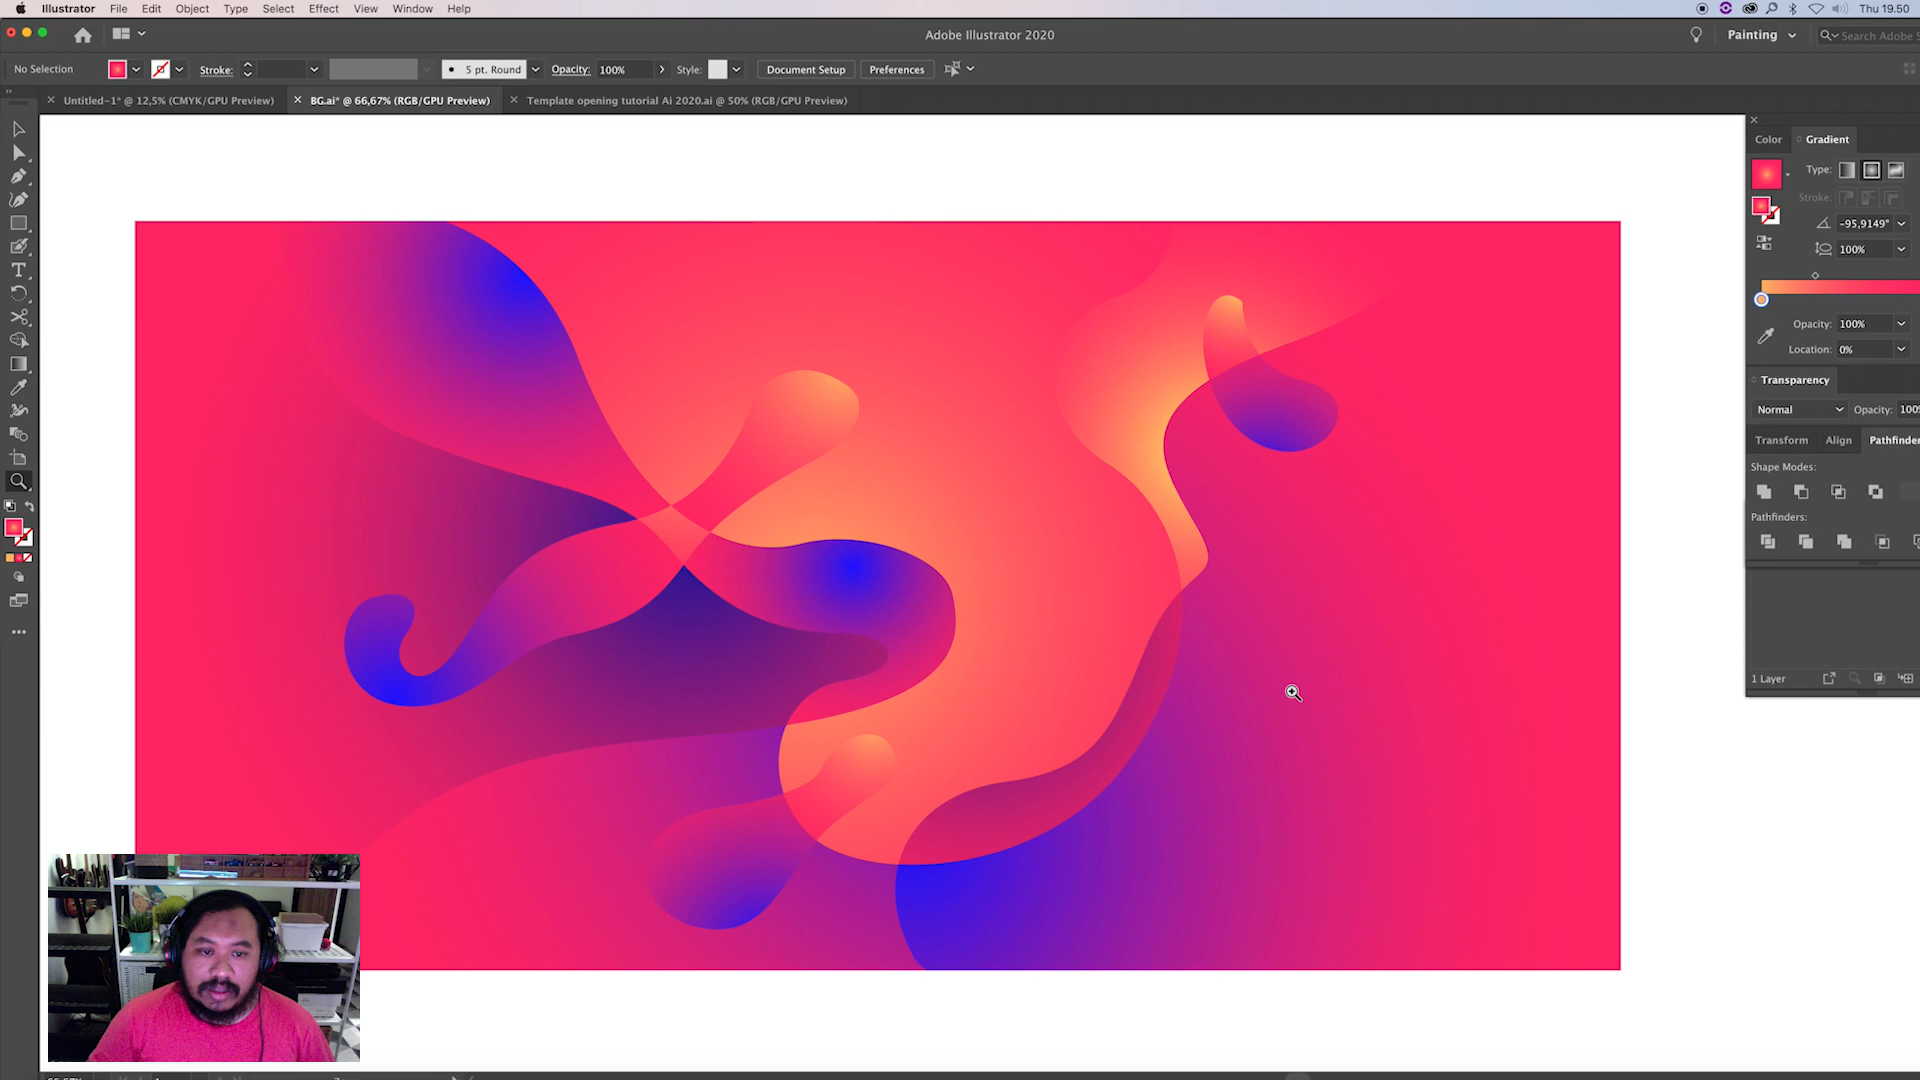 Illustrator File Edit Object Type Select Effect View Window Help Thu 19.50
Adobe Illustrator 2020 Painting Search Adobe S
No Selection Stroke: 5 pt. Round Opacity: 100% Style: Document Setup Preferences
Untitled-1* @ 12,5% (CMYK/GPU Preview) BG.ai* @ 66,67% (RGB/GPU Preview) Template opening tutorial Ai 2020.ai @ 50% (RGB/GPU Preview)
Color Gradient
Type:
Stroke:
-95,9149°
100%
Opacity: 100%
Location: 0%
Transparency
Normal Opacity: 100%
Transform Align Pathfinder
Shape Modes:
Pathfinders:
1 Layer